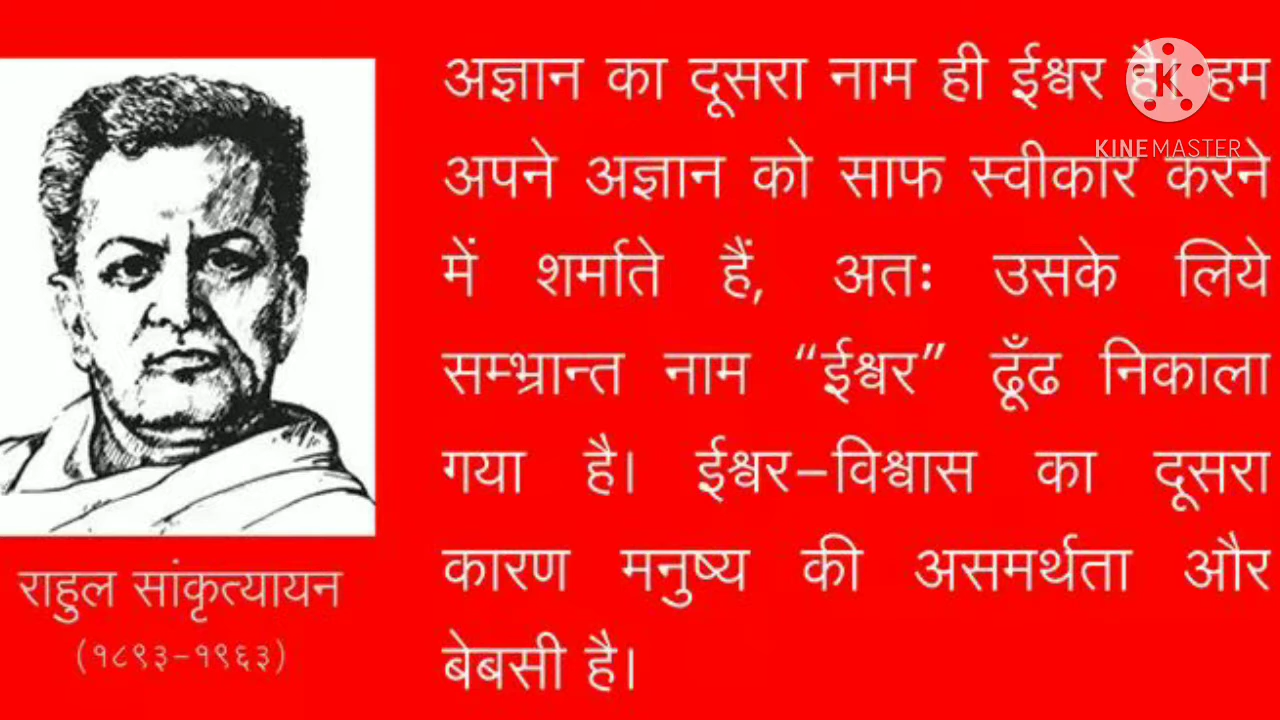 अज्ञान का दूसरा नाम ही ईश्वर है। हम
अपने अज्ञान को साफ स्वीकार करने
में शर्माते हैं, अतः उसके लिये
सम्भ्रान्त नाम “ईश्वर” ढूँढ निकाला
गया है। ईश्वर–विश्वास का दूसरा
कारण मनुष्य की असमर्थता और
बेबसी है।
राहुल सांकृत्यायन
(१८९३–१९६३)
K
KINEMASTER